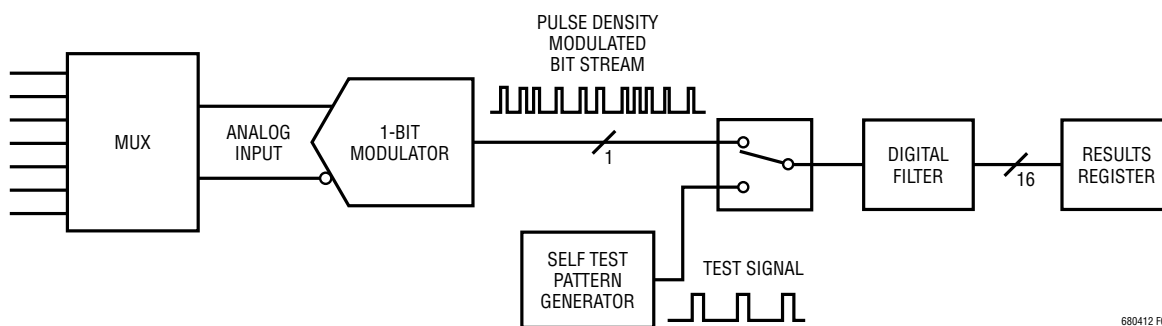 PULSE DENSITY
MODULATED
BIT STREAM
MUX
ANALOG
INPUT
1-BIT
MODULATOR
1
DIGITAL
FILTER
16
RESULTS
REGISTER
SELF TEST
PATTERN
GENERATOR
TEST SIGNAL
680412